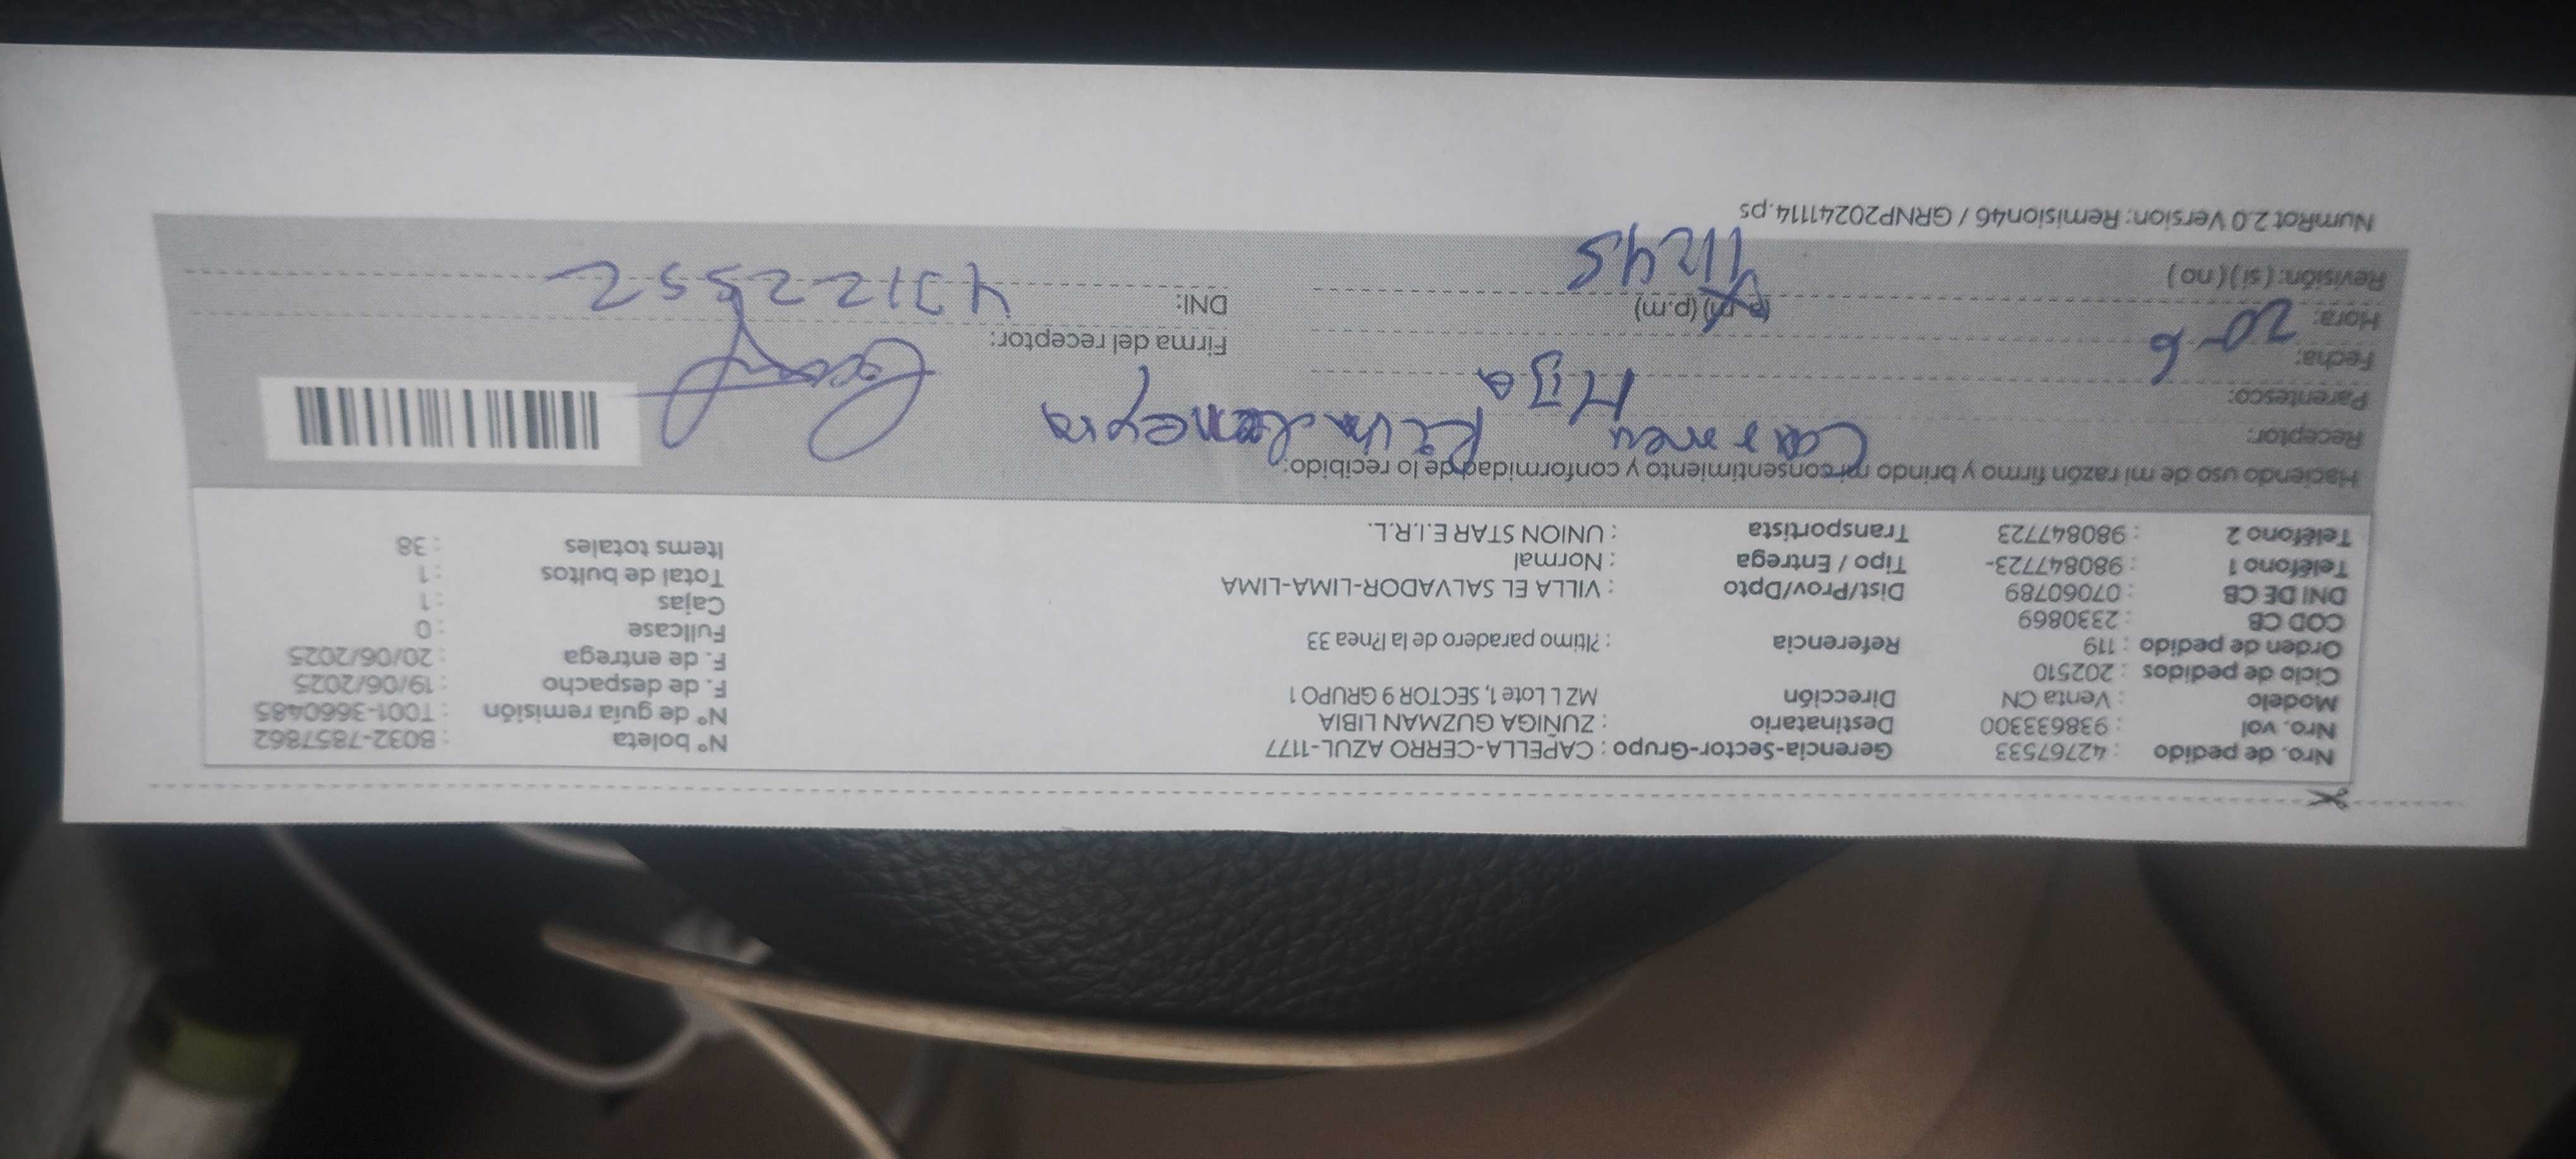 Nro. de pedido : 42767533 Gerencia-Sector-Grupo : CAPELLA-CERRO AZUL-1177 N° boleta : B032-7857862
Nro. vol : 938633300 Destinatario : ZUÑIGA GUZMAN LIBIA N° de guía remisión : T001-3660485
Modelo : Venta CN Dirección MZ L Lote 1, SECTOR 9 GRUPO 1 F. de despacho : 19/06/2025
Ciclo de pedidos : 202510 F. de entrega : 20/06/2025
Orden de pedido : 119 Referencia : ?ltimo paradero de la l?nea 33 Fullcase : 0
COD CB : 2330869 Cajas : 1
DNI DE CB : 07060789 Dist/Prov/Dpto : VILLA EL SALVADOR-LIMA-LIMA Total de bultos : 1
Teléfono 1 : 980847723- Tipo / Entrega : Normal Items totales : 38
Teléfono 2 : 980847723 Transportista : UNION STAR E.I.R.L.
Haciendo uso de mi razón firmo y brindo mi consentimiento y conformidad de lo recibido:
Receptor: Carmen
Parentesco: HiJa
Fecha: 20-6 Firma del receptor:
Hora: (a.m) (p.m) 11:45 DNI:
Revisión: ( si ) ( no )
NumRot 2.0 Version: Remision46 / GRNP20241114.ps